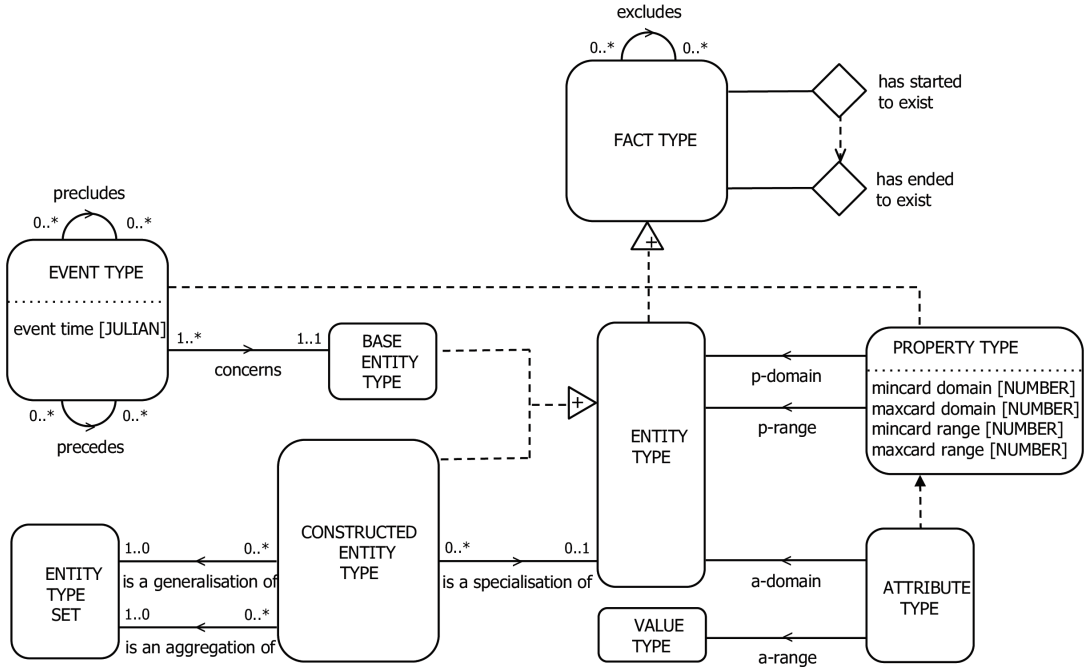 excludes
0..*
0..*
has started
to exist
FACT TYPE
has ended
to exist
precludes
0..*
0..*
+
EVENT TYPE
event time [JULIAN]
1..*
1..1
concerns
BASE
ENTITY
TYPE
PROPERTY TYPE
p-domain
mincard domain [NUMBER]
maxcard domain [NUMBER]
mincard range [NUMBER]
maxcard range [NUMBER]
p-range
+
0..*
0..*
precedes
ENTITY
TYPE
CONSTRUCTED
ENTITY
TYPE
1..0
0..*
is a generalisation of
0..*
0..1
is a specialisation of
a-domain
ENTITY
TYPE
SET
ATTRIBUTE
TYPE
1..0
0..*
is an aggregation of
VALUE
TYPE
a-range